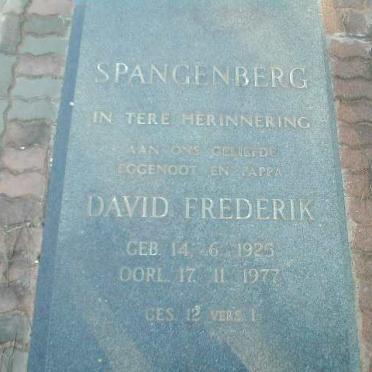 SPANGENBERG
IN TERE HERINNERING
AAN ONS GELIEFDE
EGGENOOT EN PAPPA
DAVID FREDERIK
GEB. 14. 6. 1925
OORL. 17. 11. 1977
GES. 12 VERS. 1